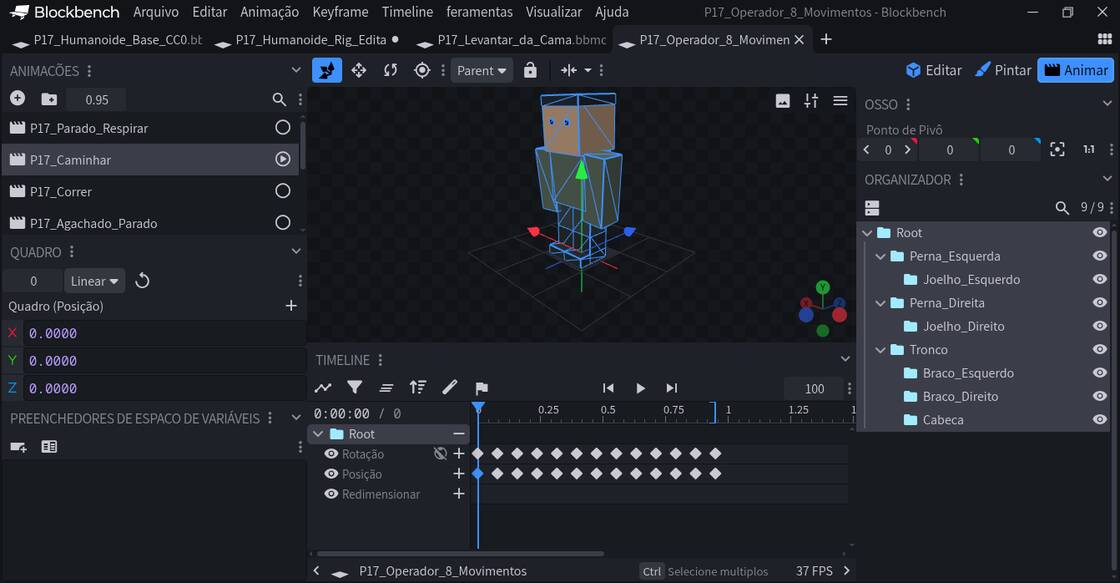 Blockbench Arquivo Editar Animação Keyframe Timeline feramentas Visualizar Ajuda P17_Operador_8_Movimentos - Blockbench
P17_Humanoide_Base_CC0.bb P17_Humanoide_Rig_Edita P17_Levantar_da_Cama.bbmo P17_Operador_8_Movimen
ANIMACÕES
0.95
P17_Parado_Respirar
P17_Caminhar
P17_Correr
P17_Agachado_Parado
QUADRO
0 Linear
Quadro (Posição)
X 0.0000
Y 0.0000
Z 0.0000
PREENCHEDORES DE ESPACO DE VARIÁVEIS
Parent
Y
X
Z
TIMELINE
100
0:00:00 / 0
0 0.25 0.5 0.75 1 1.25 1
Root
Rotação
Posição
Redimensionar
P17_Operador_8_Movimentos Ctrl Selecione multiplos 37 FPS
Editar Pintar Animar
OSSO
Ponto de Pivô
0 0 0 1:1
ORGANIZADOR
9 / 9
Root
Perna_Esquerda
Joelho_Esquerdo
Perna_Direita
Joelho_Direito
Tronco
Braco_Esquerdo
Braco_Direito
Cabeca